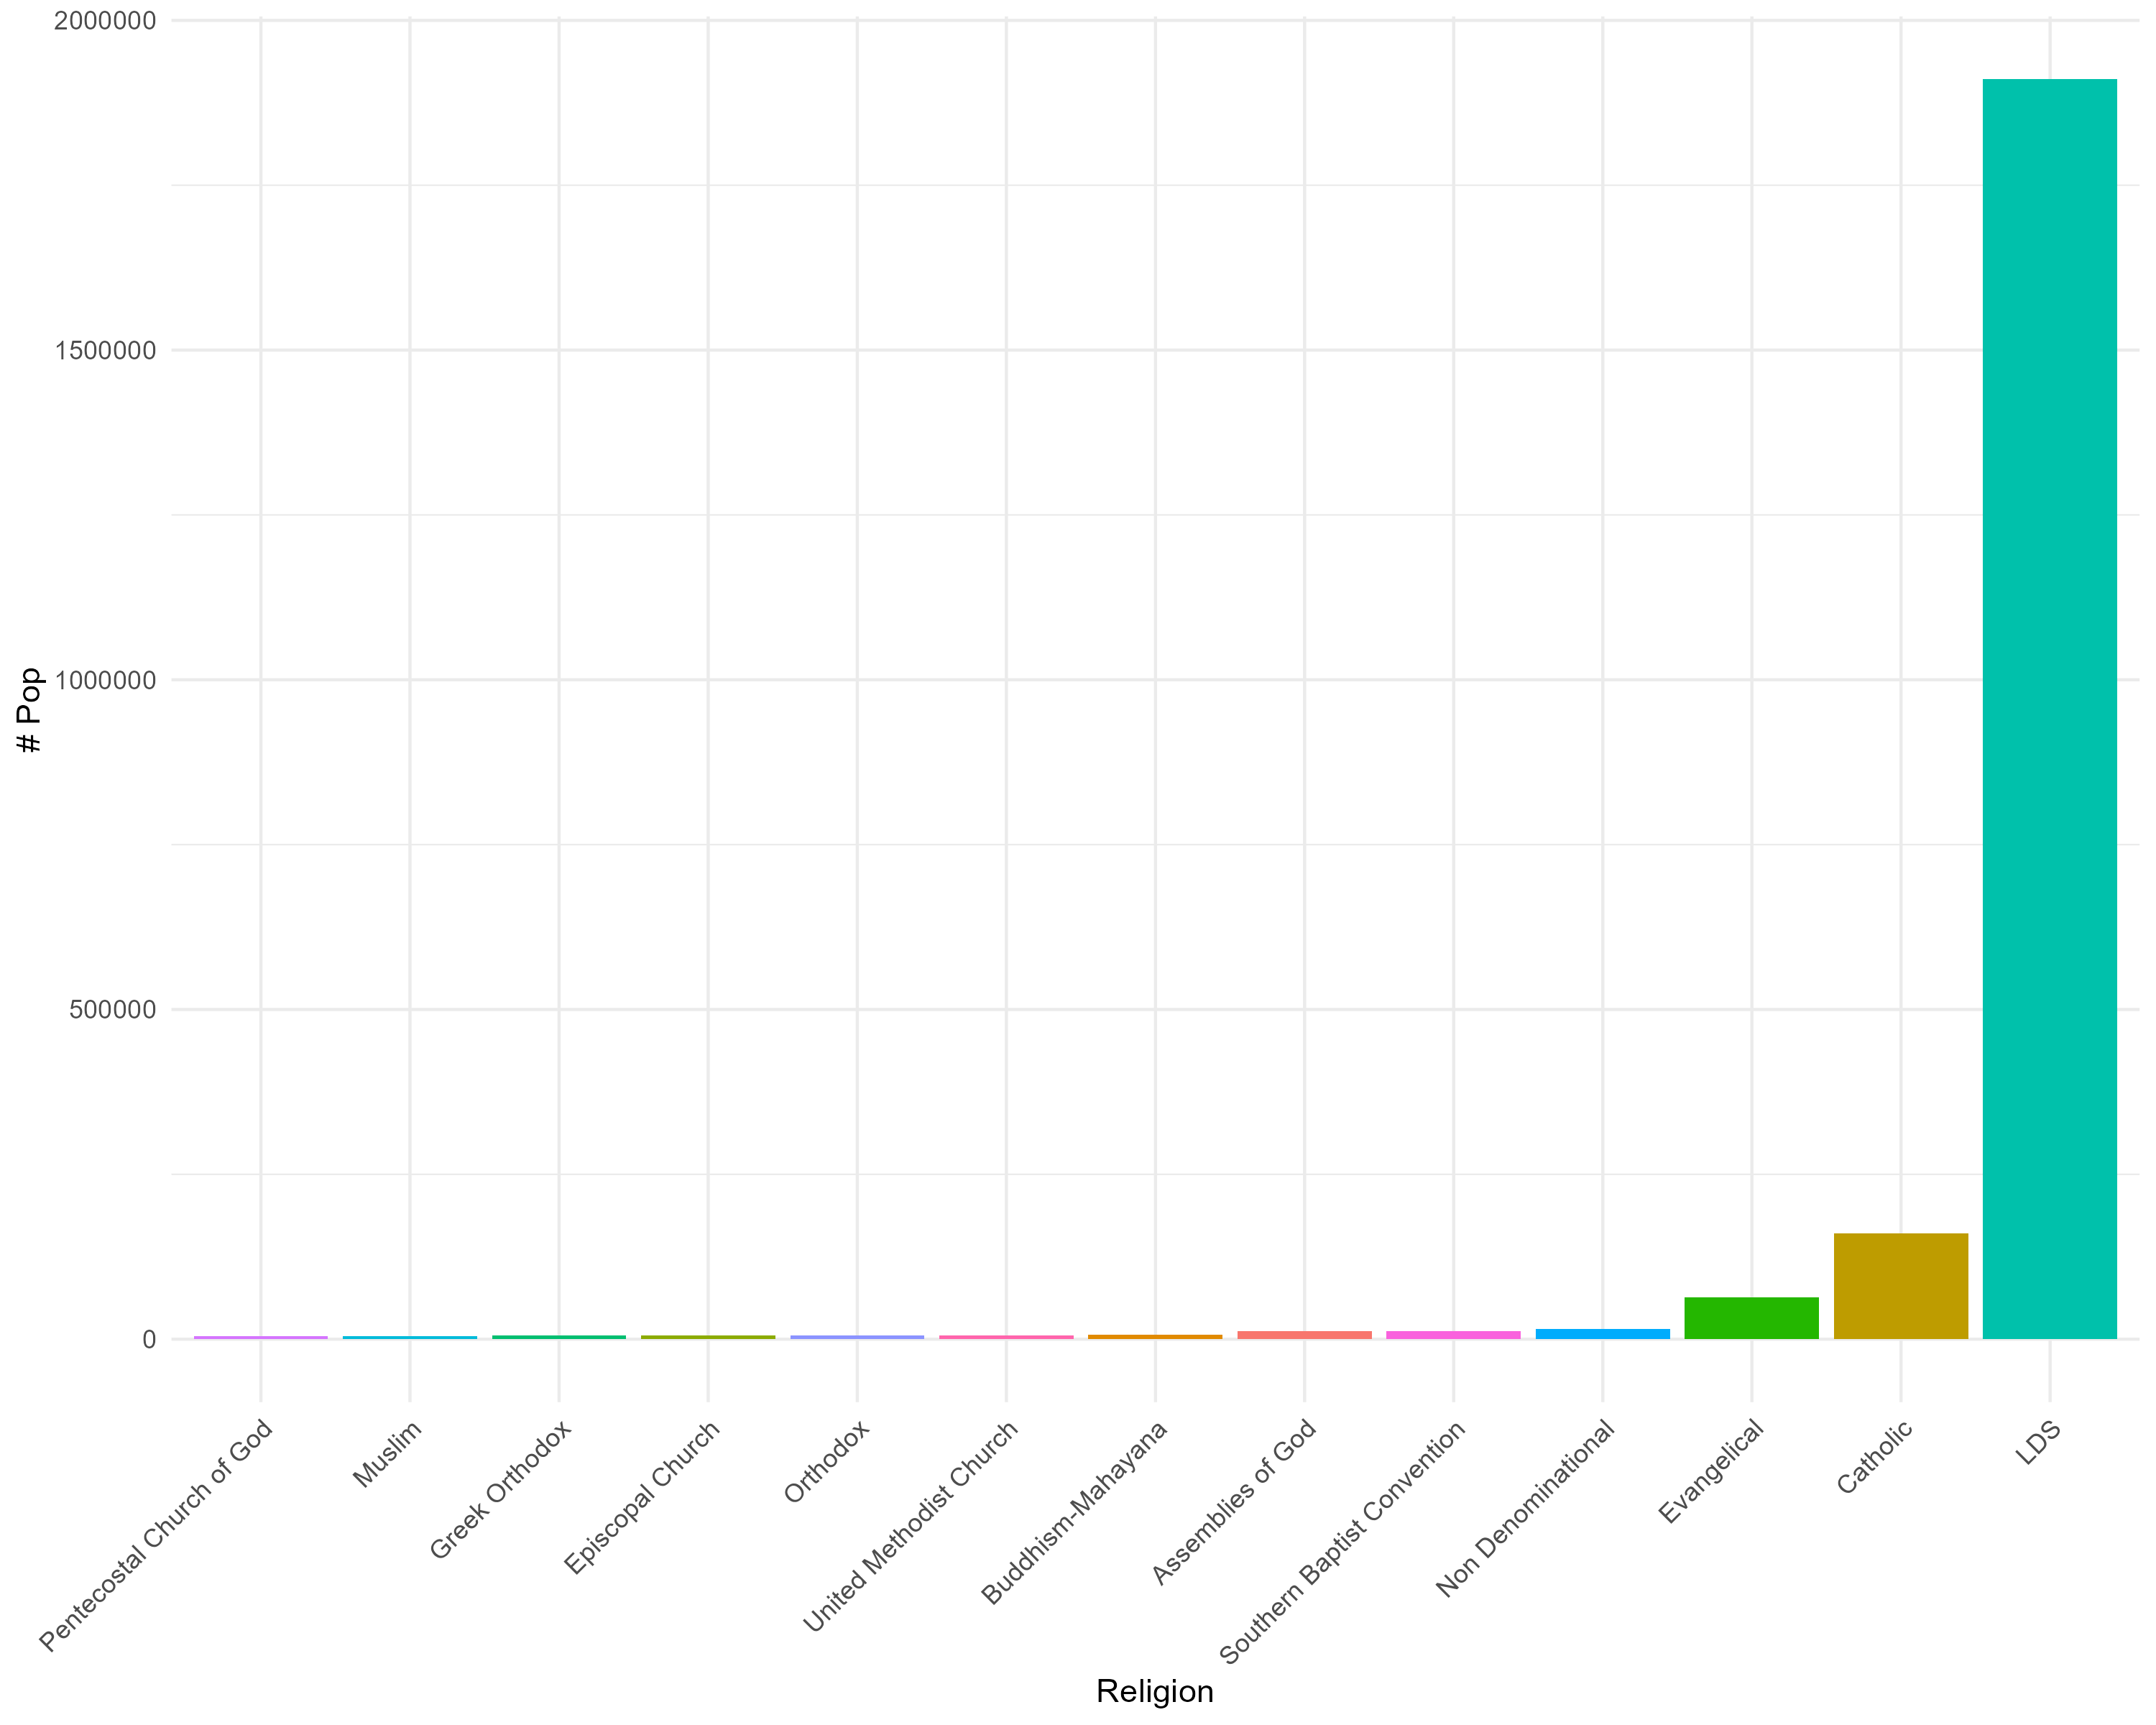 2000000
1500000
1000000
500000
0
# Pop
Pentecostal Church of God
Muslim
Greek Orthodox
Episcopal Church
Orthodox
United Methodist Church
Buddhism-Mahayana
Assemblies of God
Southern Baptist Convention
Non Denominational
Evangelical
Catholic
LDS
Religion